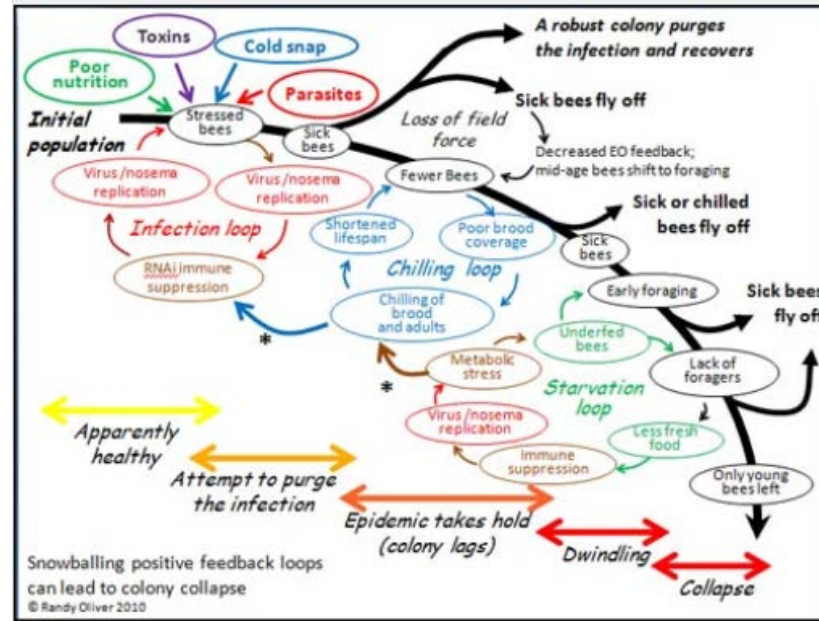 Toxins
Cold snap
Poor
nutrition
Parasites
A robust colony purges
the infection and recovers
Initial
population
Stressed
bees
Sick
bees
Loss of field
force
Sick bees fly off
Decreased EO feedback;
mid-age bees shift to foraging
Fewer Bees
Virus/nosema
replication
Virus/nosema
replication
Infection loop
RNAi immune
suppression
Shortened
lifespan
Poor brood
coverage
Chilling loop
Chilling of
brood
and adults
*
Sick or chilled
bees fly off
Sick
bees
Early foraging
Sick bees
fly off
Underfed
bees
Metabolic
stress
*
Lack of
foragers
Starvation
loop
Virus/nosema
replication
Less fresh
food
Immune
suppression
Only young
bees left
Apparently
healthy
Attempt to purge
the infection
Epidemic takes hold
(colony lags)
Dwindling
Collapse
Snowballing positive feedback loops
can lead to colony collapse
© Randy Oliver 2010